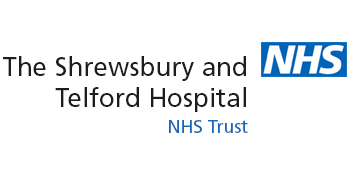 The Shrewsbury and NHS
Telford Hospital
NHS Trust